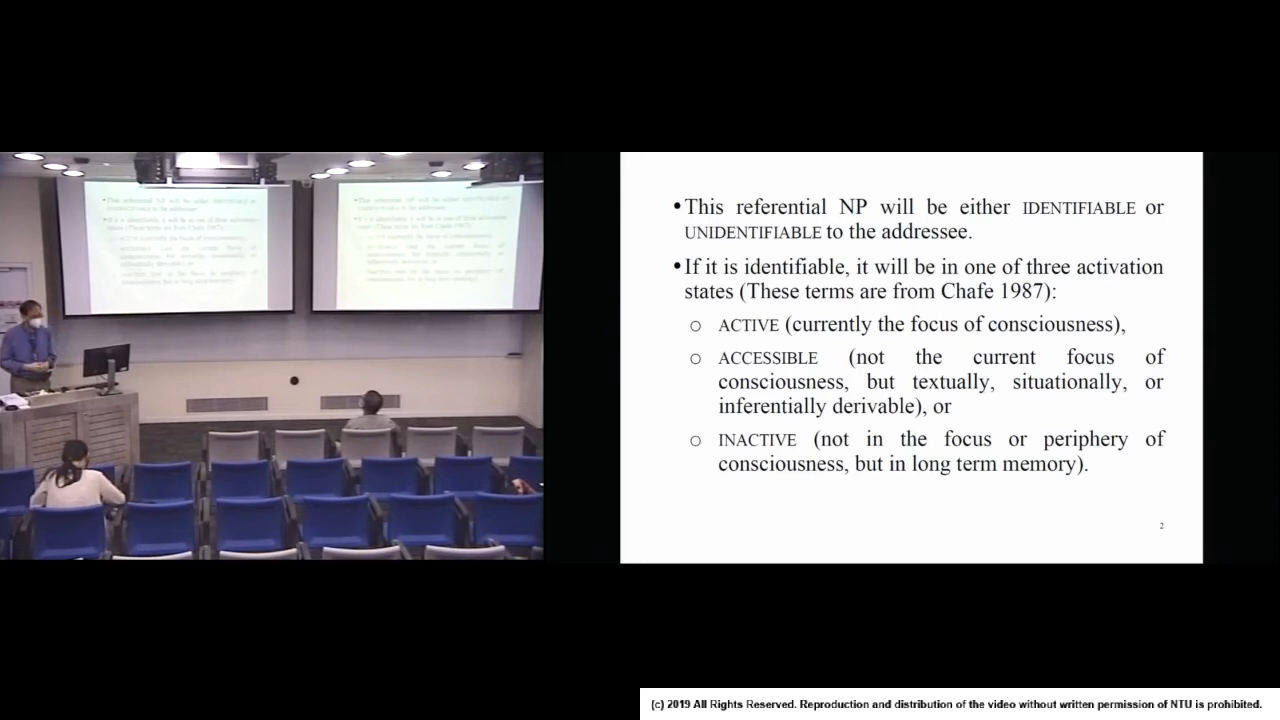 •This referential NP will be either IDENTIFIABLE or
UNIDENTIFIABLE to the addressee.
•If it is identifiable, it will be in one of three activation
states (These terms are from Chafe 1987):
○ ACTIVE (currently the focus of consciousness),
○ ACCESSIBLE (not the current focus of
consciousness, but textually, situationally, or
inferentially derivable), or
○ INACTIVE (not in the focus or periphery of
consciousness, but in long term memory).
2
(c) 2019 All Rights Reserved. Reproduction and distribution of the video without written permission of NTU is prohibited.